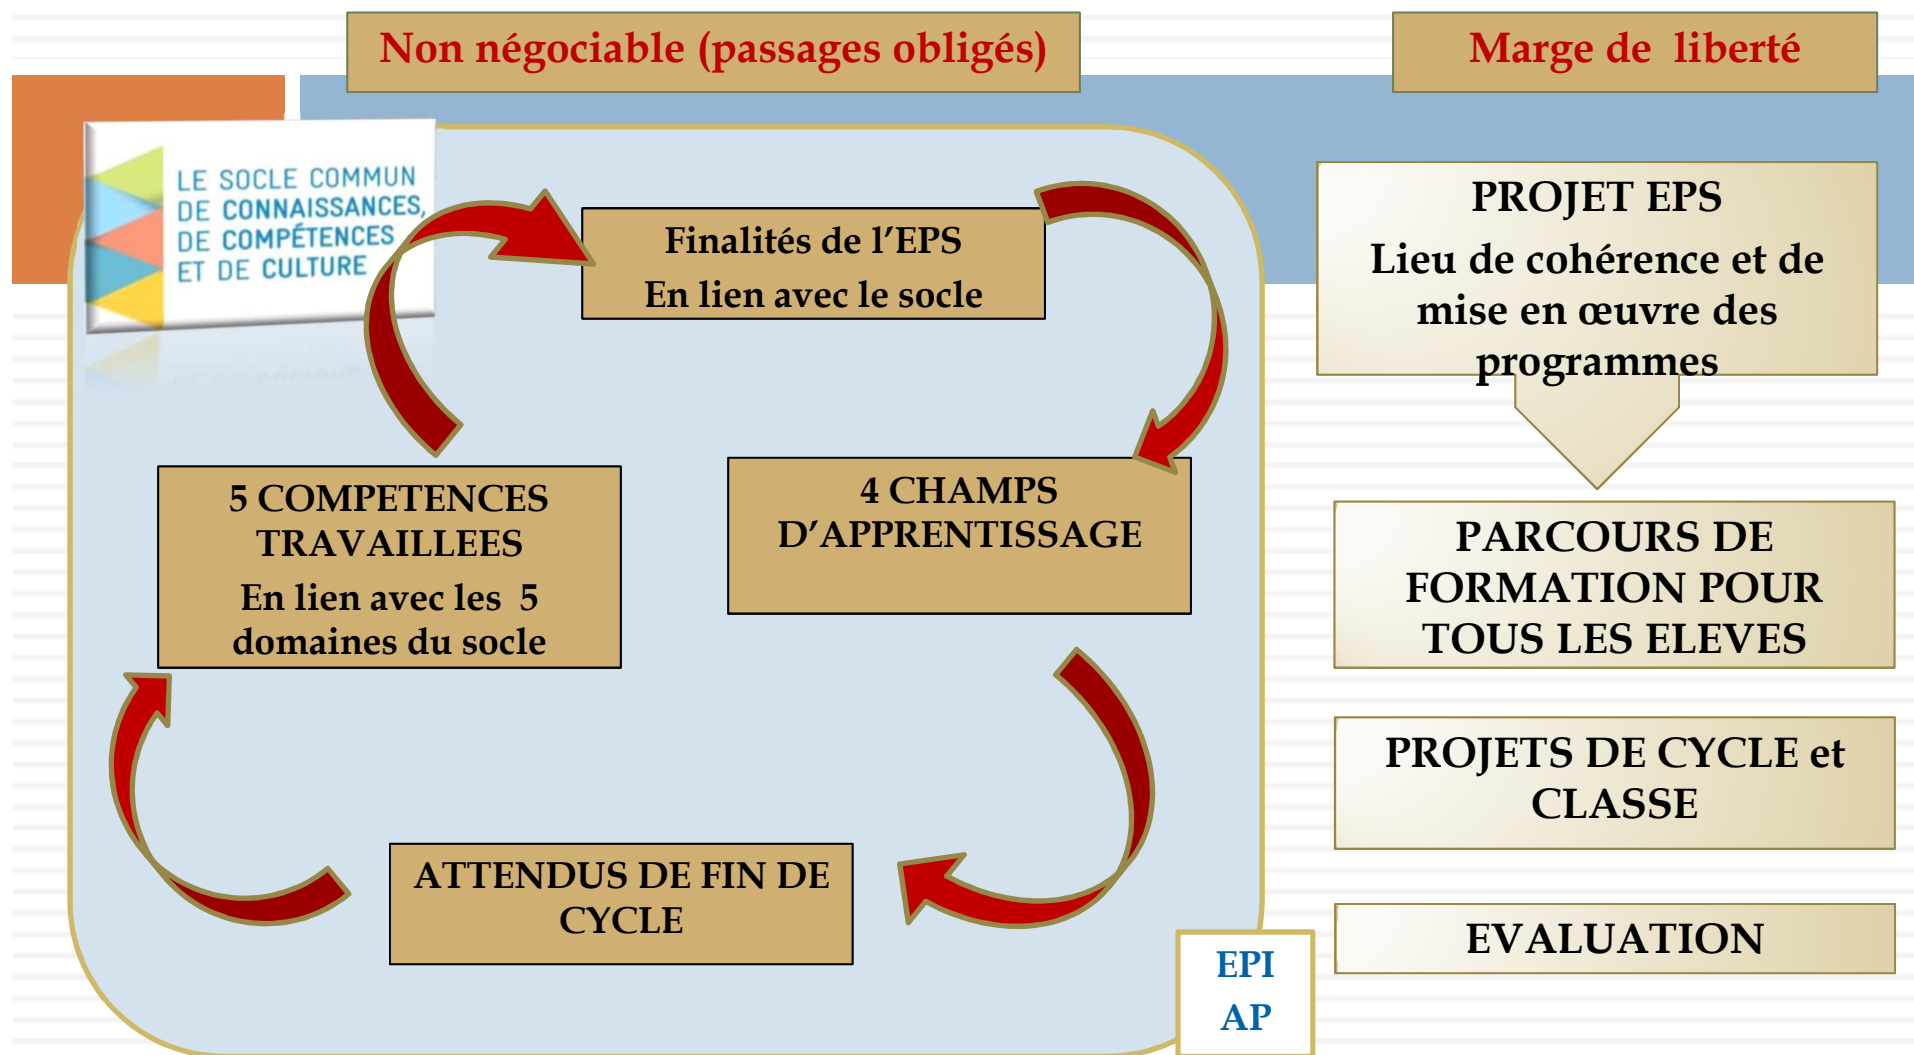 Non négociable (passages obligés)
Marge de liberté
LE SOCLE COMMUN
DE CONNAISSANCES,
DE COMPÉTENCES
ET DE CULTURE
Finalités de l’EPS
En lien avec le socle
4 CHAMPS
D’APPRENTISSAGE
5 COMPETENCES
TRAVAILLEES
En lien avec les 5
domaines du socle
ATTENDUS DE FIN DE
CYCLE
EPI
AP
PROJET EPS
Lieu de cohérence et de
mise en œuvre des
programmes
PARCOURS DE
FORMATION POUR
TOUS LES ELEVES
PROJETS DE CYCLE et
CLASSE
EVALUATION